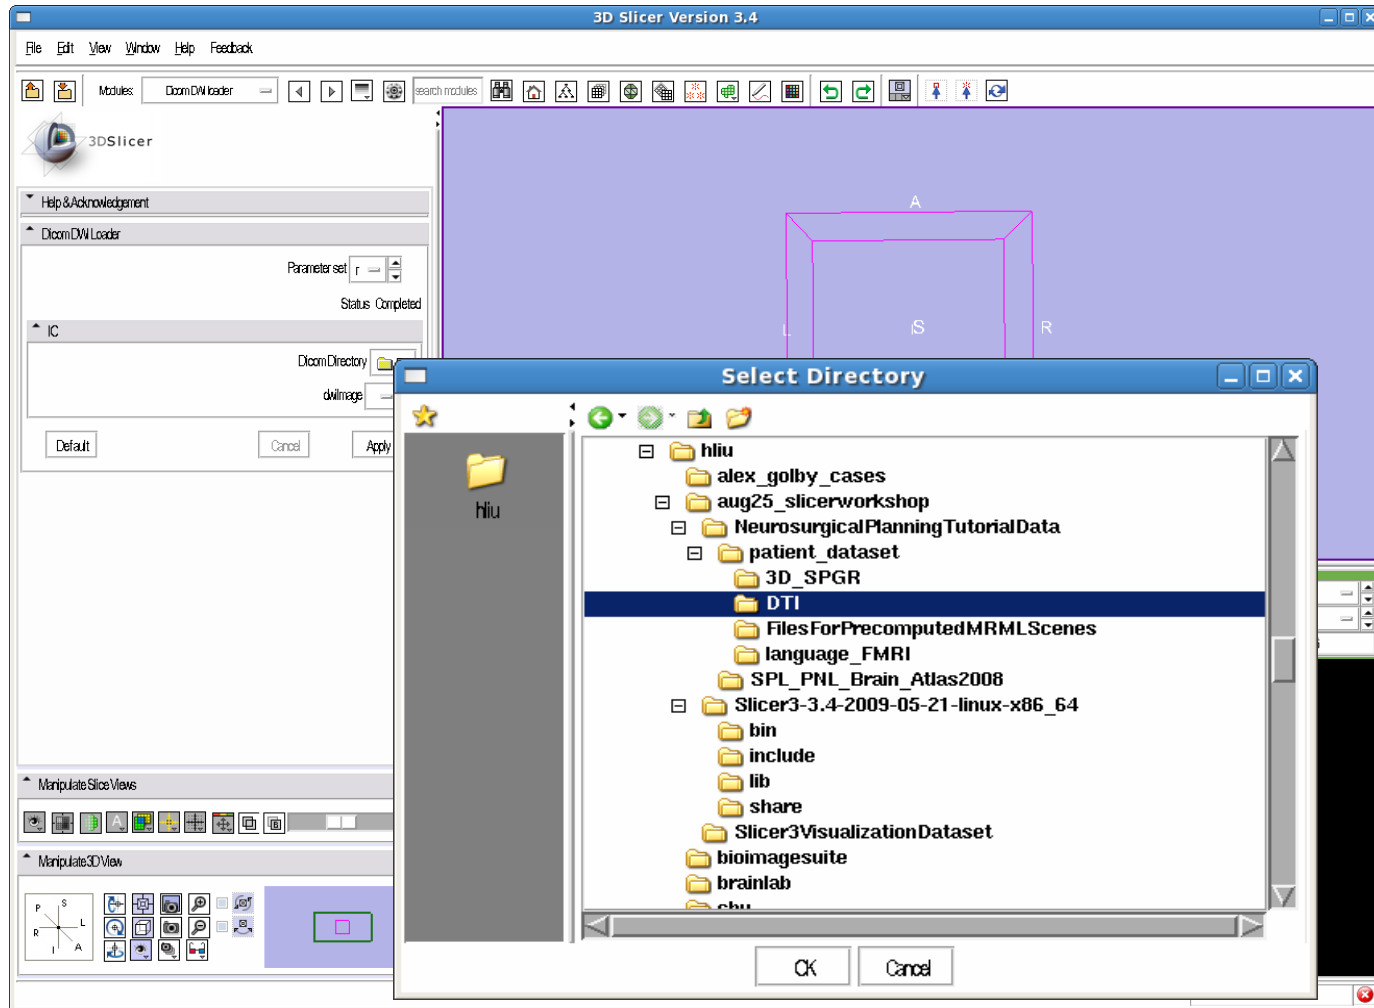 3D Slicer Version 3.4
File Edit View Window Help Feedback
Modules: Dicom DWI loader search modules
3DSlicer
Help & Acknowledgement
Dicom DWI Loader
Parameter set r
Status Completed
IC
Dicom Directory
dwiImage
Default Cancel Apply
A
L S R
Select Directory
hliu
hliu
alex_golby_cases
aug25_slicerworkshop
NeurosurgicalPlanningTutorialData
patient_dataset
3D_SPGR
DTI
FilesForPrecomputedMRMLScenes
language_FMRI
SPL_PNL_Brain_Atlas2008
Slicer3-3.4-2009-05-21-linux-x86_64
bin
include
lib
share
Slicer3VisualizationDataset
bioimagesuite
brainlab
OK Cancel
Manipulate Slice Views
A B
Manipulate 3D View
P S
L
R
I A